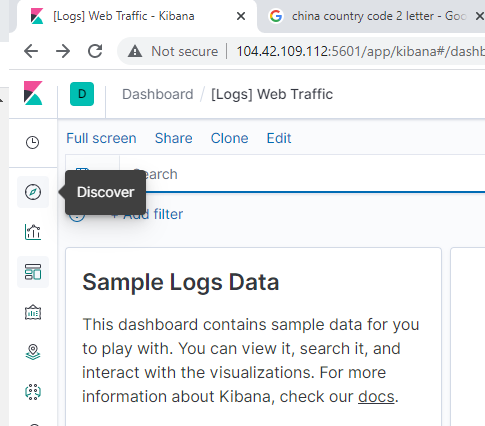 [Logs] Web Traffic - Kibana
china country code 2 letter - Goo
Not secure
104.42.109.112:5601/app/kibana#/dashb
D
Dashboard / [Logs] Web Traffic
Full screen Share Clone Edit
Search
Discover
+ Add filter
Sample Logs Data
This dashboard contains sample data for you
to play with. You can view it, search it, and
interact with the visualizations. For more
information about Kibana, check our docs.